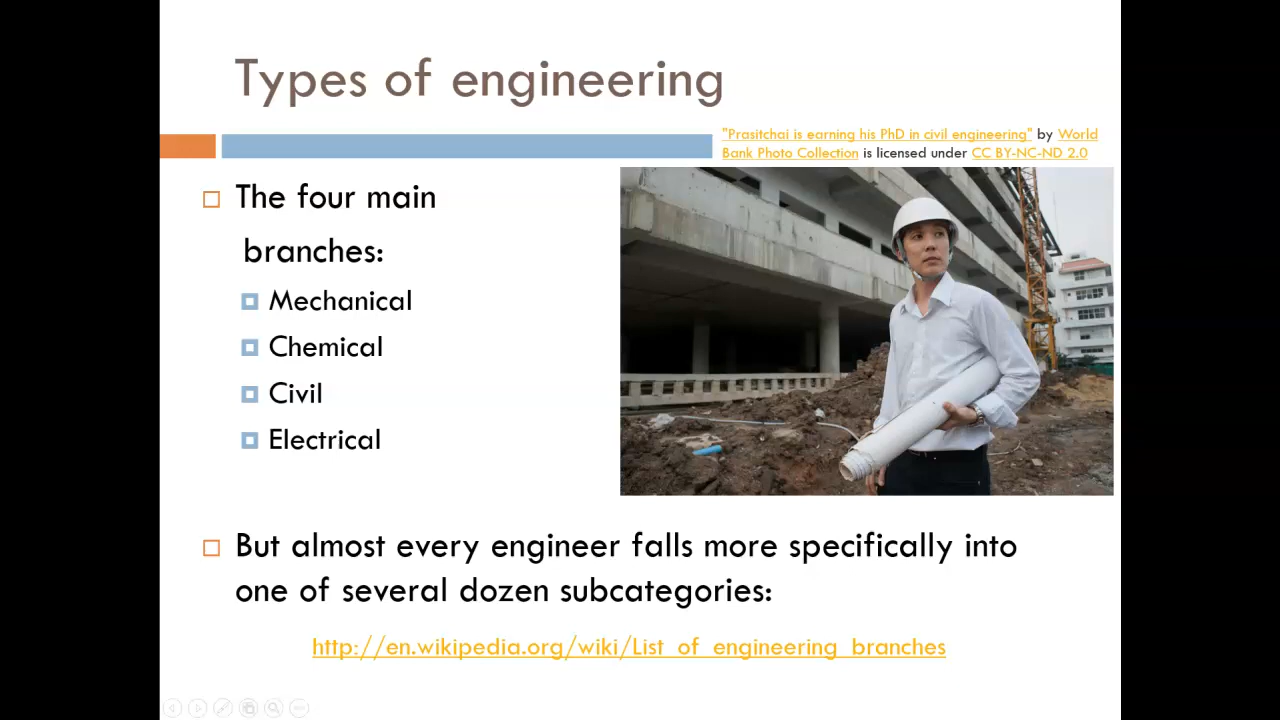 Types of engineering
"Prasitchai is earning his PhD in civil engineering" by World
Bank Photo Collection is licensed under CC BY-NC-ND 2.0
The four main
branches:
Mechanical
Chemical
Civil
Electrical
But almost every engineer falls more specifically into
one of several dozen subcategories:
http://en.wikipedia.org/wiki/List_of_engineering_branches